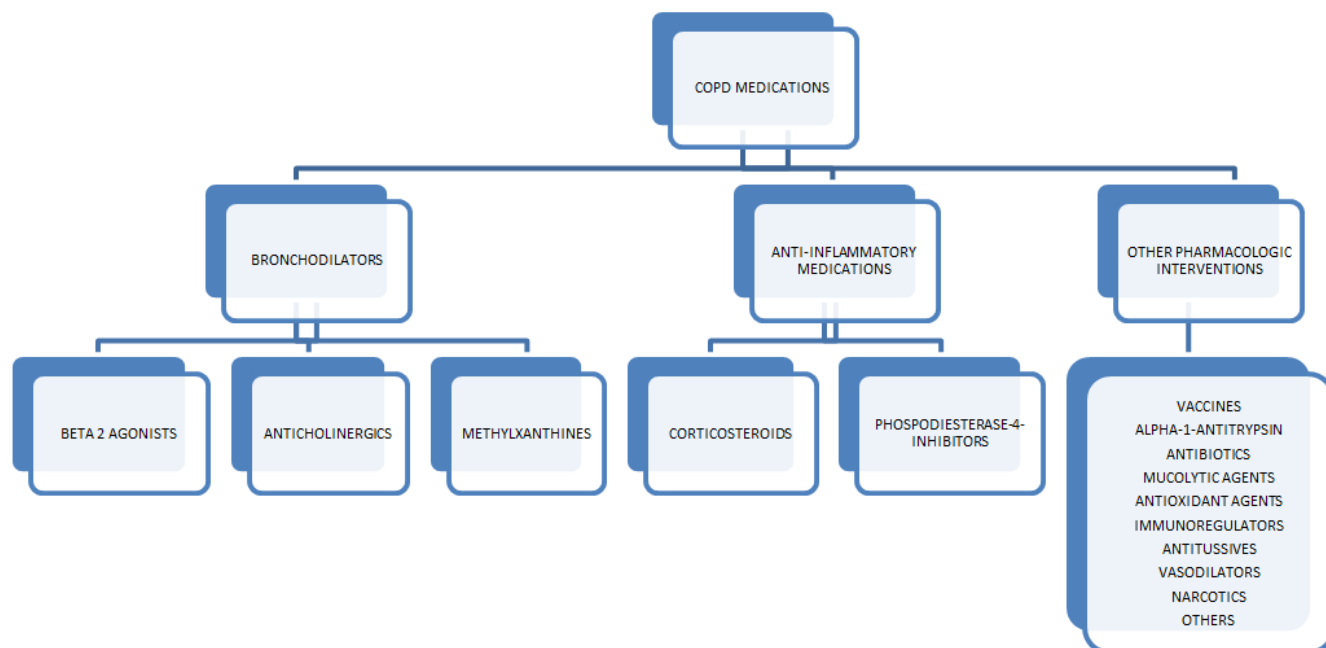 COPD MEDICATIONS
BRONCHODILATORS
ANTI-INFLAMMATORY
MEDICATIONS
OTHER PHARMACOLOGIC
INTERVENTIONS
BETA 2 AGONISTS
ANTICHOLINERGICS
METHYLXANTHINES
CORTICOSTEROIDS
PHOSPODIESTERASE-4-
INHIBITORS
VACCINES
ALPHA-1-ANTITRYPSIN
ANTIBIOTICS
MUCOLYTIC AGENTS
ANTIOXIDANT AGENTS
IMMUNOREGULATORS
ANTITUSSIVES
VASODILATORS
NARCOTICS
OTHERS